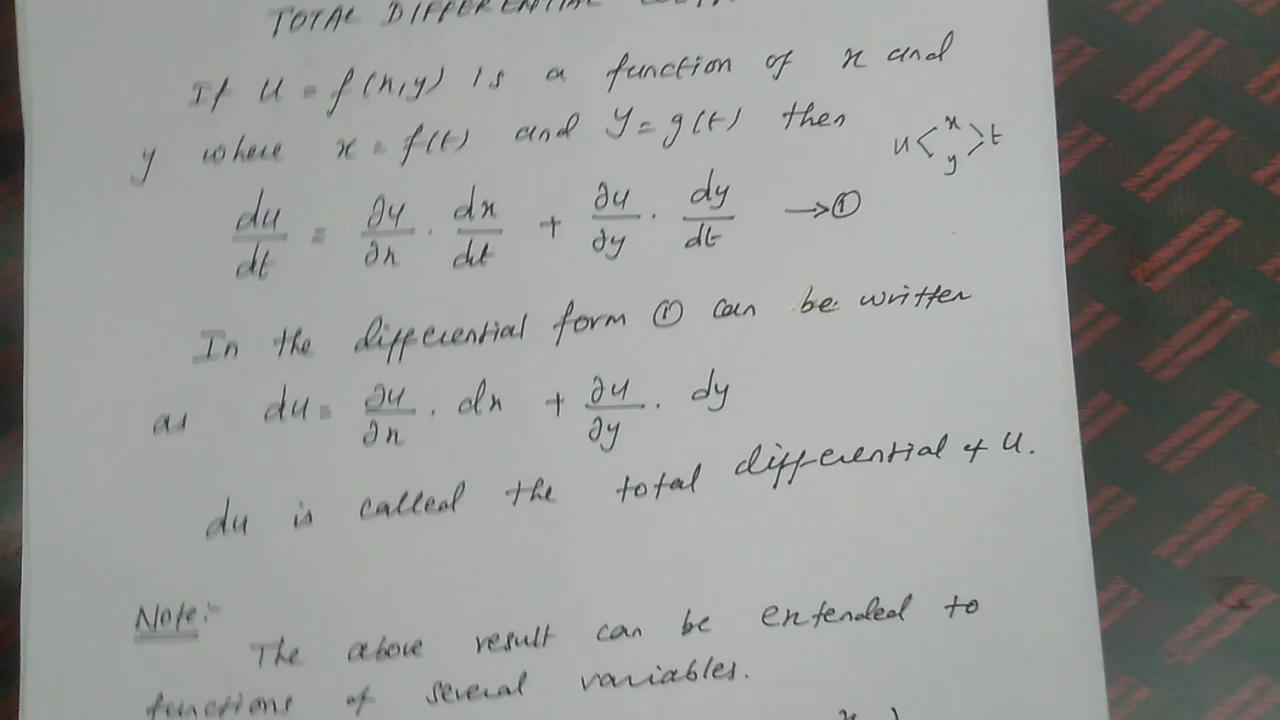 TOTAL DIFFERENTIAL
If u = f(x,y) is a function of x and
y where x = f(t) and y = g(t) then
u < x y > t
du/dt = ∂u/∂x . dx/dt + ∂u/∂y . dy/dt → ①
In the differential form ① can be written
as du = ∂u/∂x . dx + ∂u/∂y . dy
du is called the total differential of u.
Note:-
The above result can be extended to
functions of several variables.